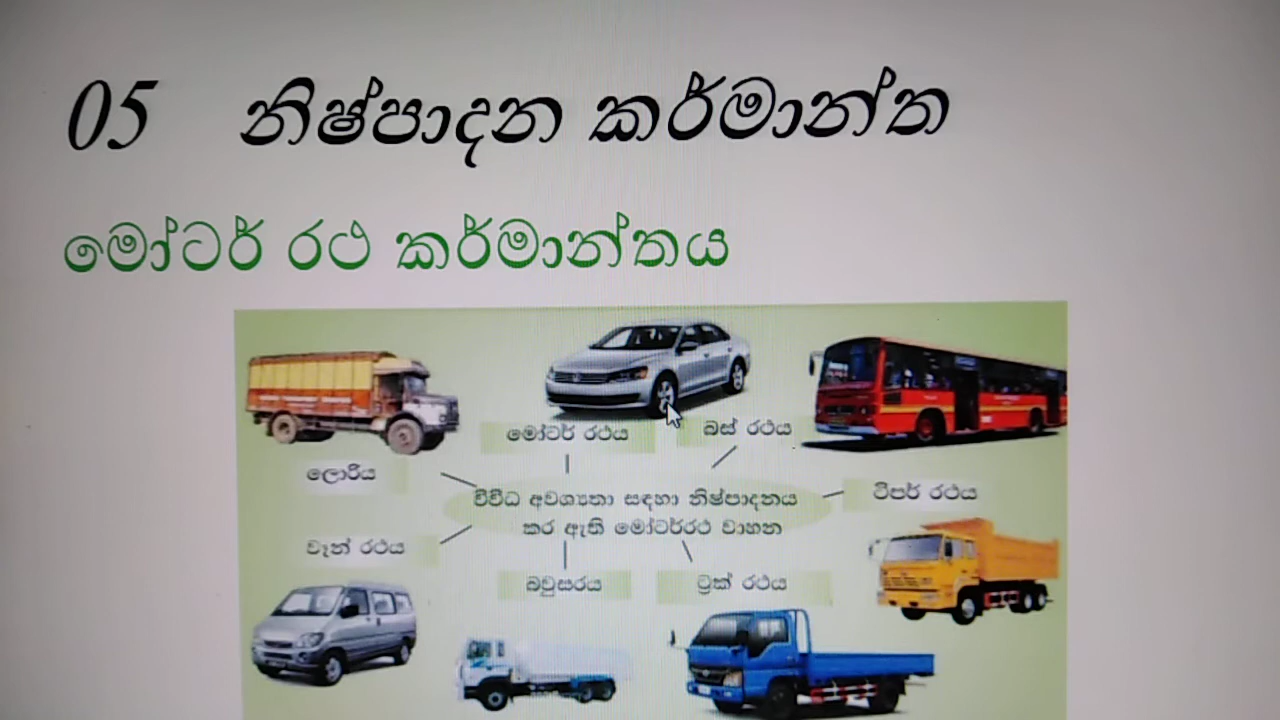 05 නිෂ්පාදන කර්මාන්ත
මෝටර් රථ කර්මාන්තය
මෝටර් රථය
බස් රථය
ලොරිය
විවිධ අවශ්‍යතා සඳහා නිෂ්පාදනය
කර ඇති මෝටර්රථ වාහන
ටිපර් රථය
වෑන් රථය
බවුසරය
ට්‍රක් රථය